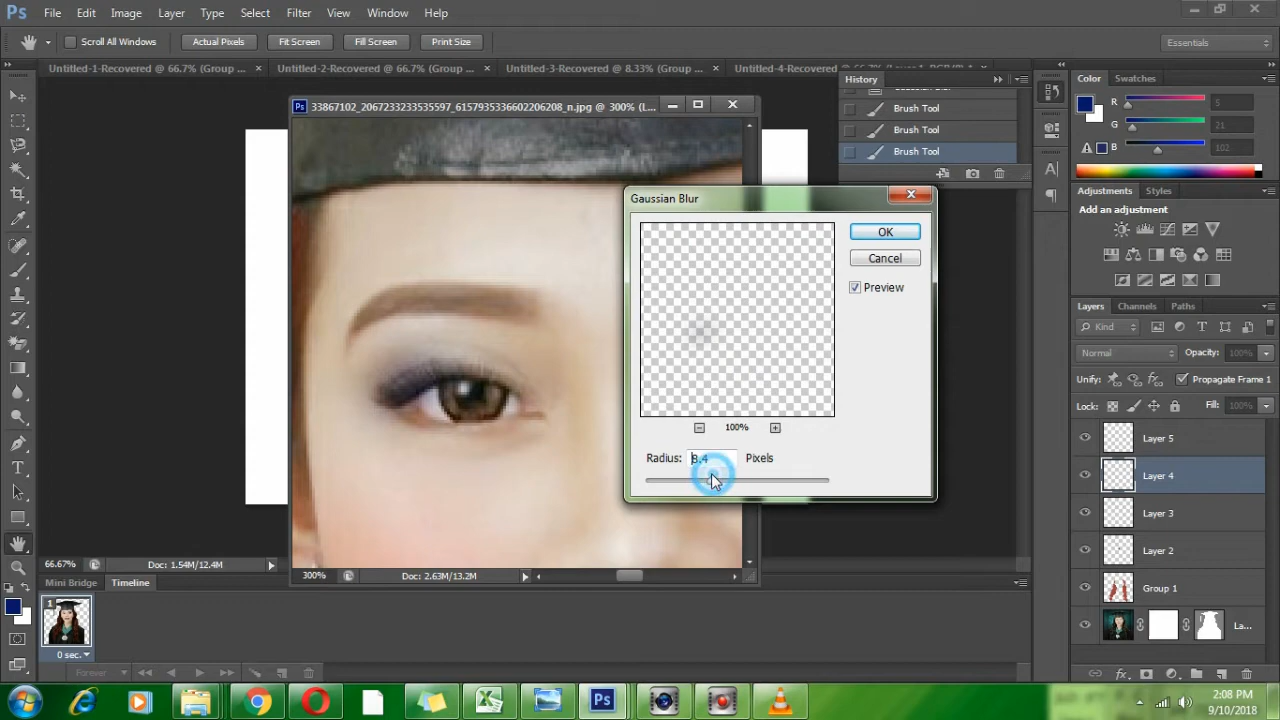 Ps File Edit Image Layer Type Select Filter View Window Help
Scroll All Windows Actual Pixels Fit Screen Fill Screen Print Size Essentials
Untitled-1-Recovered @ 66.7% (Group ... × Untitled-2-Recovered @ 66.7% (Group ... × Untitled-3-Recovered @ 8.33% (Group ... ×
History
Brush Tool
Brush Tool
Brush Tool
Color Swatches
R 5
G 21
B 102
Adjustments Styles
Add an adjustment
Layers Channels Paths
Kind
Normal Opacity: 100%
Unify: Propagate Frame 1
Lock: Fill: 100%
Layer 5
Layer 4
Layer 3
Layer 2
Group 1
La...
Ps 33867102_2067233233535597_6157933336602206208_n.jpg @ 300% (L...
Gaussian Blur
OK
Cancel
Preview
100%
Radius: 8.4 Pixels
300% Doc: 2.63M/13.2M
66.67% Doc: 1.54M/12.4M
Mini Bridge Timeline
1
0 sec.
Forever
Ps
2:08 PM
9/10/2018